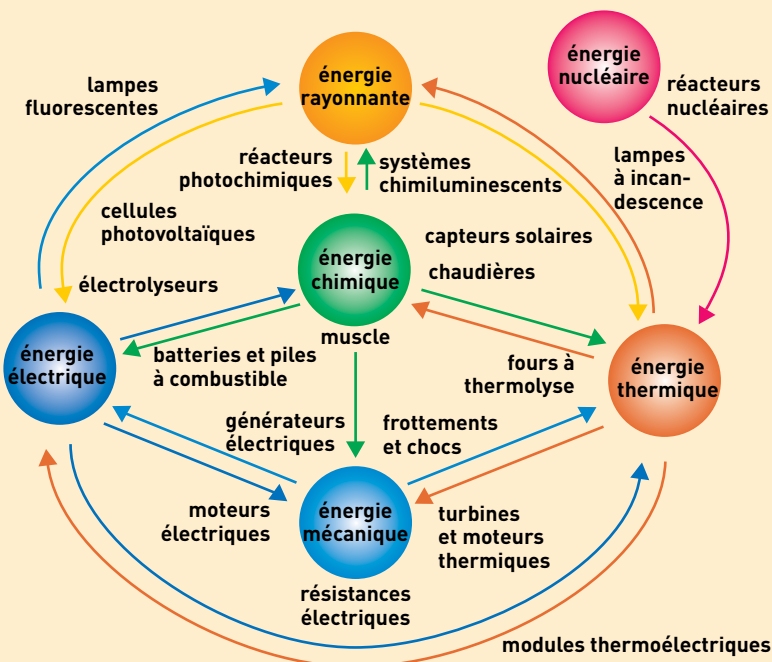 énergie
rayonnante
énergie
nucléaire
lampes
fluorescentes
réacteurs
nucléaires
réacteurs
photochimiques
systèmes
chimiluminescents
lampes
à incan-
descence
cellules
photovoltaïques
capteurs solaires
énergie
chimique
chaudières
électrolyseurs
muscle
énergie
électrique
batteries et piles
à combustible
fours à
thermolyse
énergie
thermique
générateurs
électriques
frottements
et chocs
moteurs
électriques
énergie
mécanique
turbines
et moteurs
thermiques
résistances
électriques
modules thermoélectriques